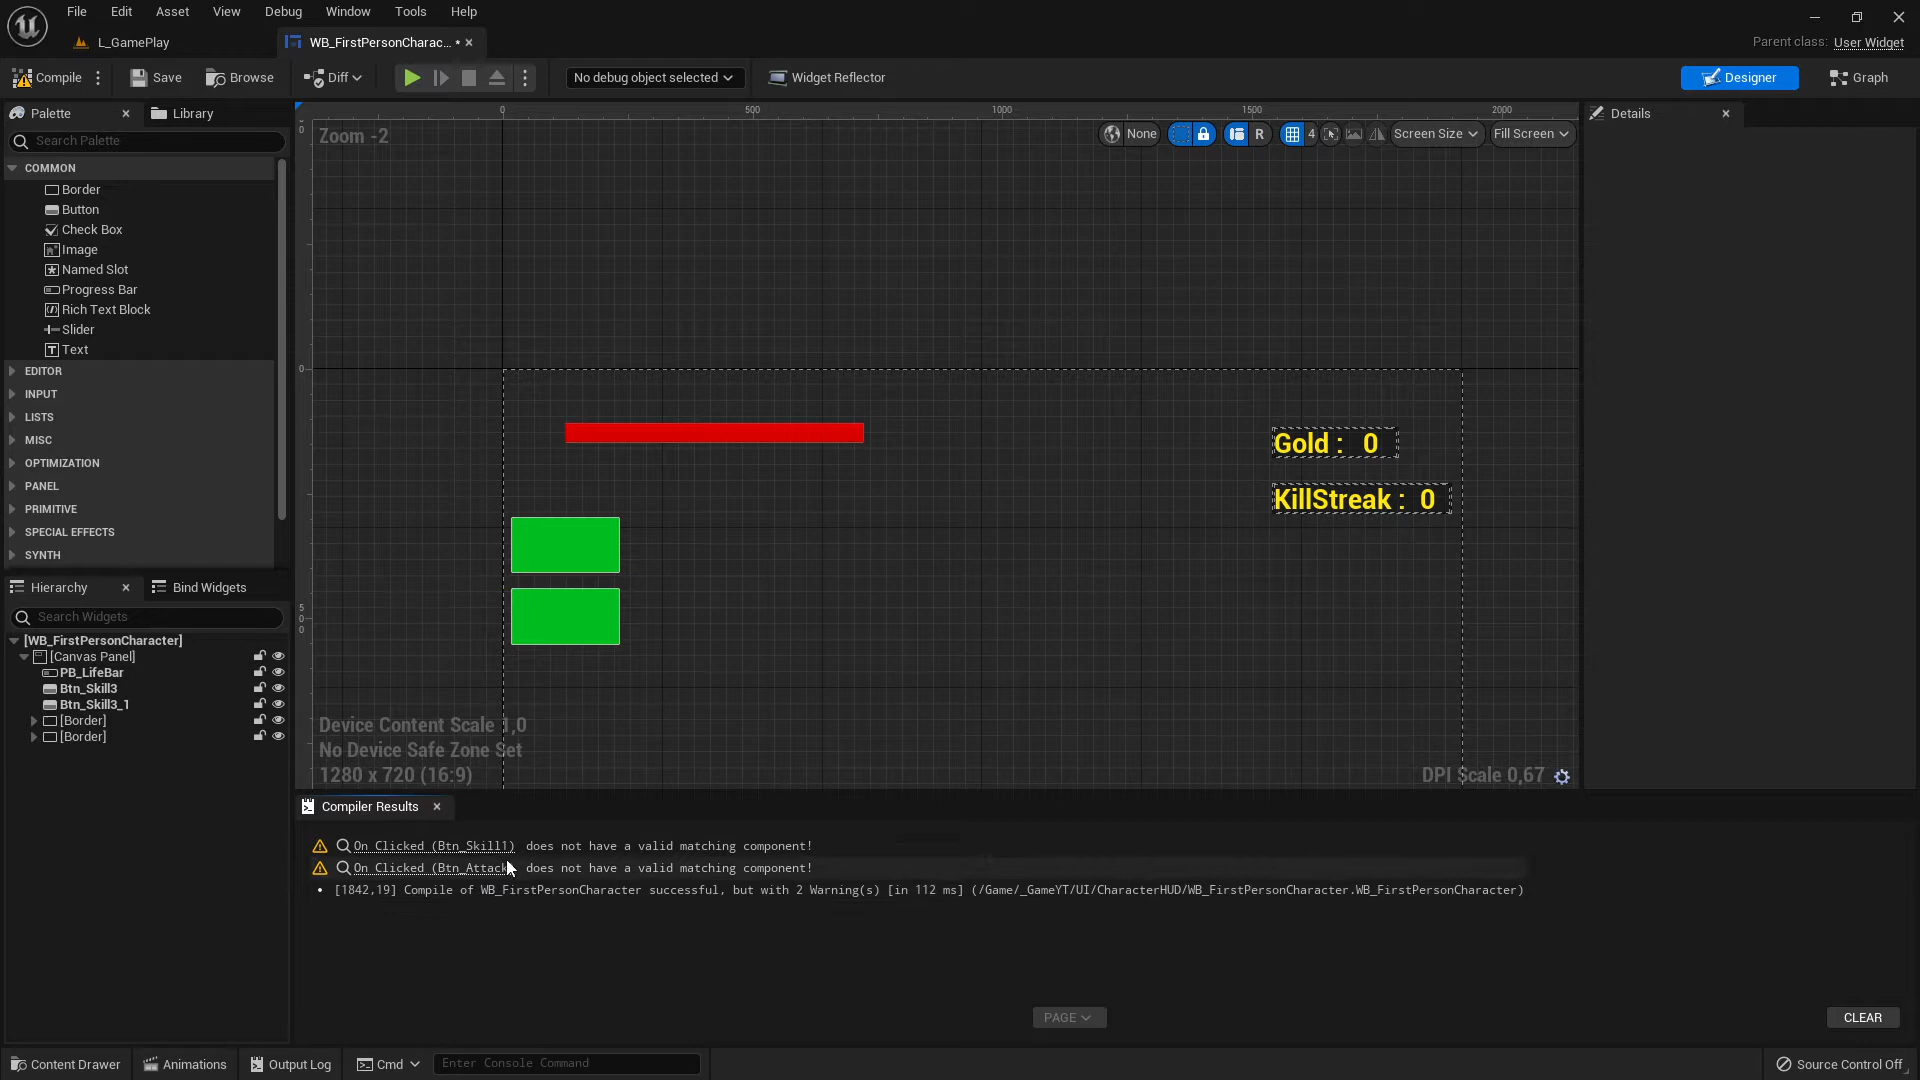 File Edit Asset View Debug Window Tools Help
L_GamePlay
WB_FirstPersonCharac... *
Parent class: User Widget
Compile
Save
Browse
Diff
No debug object selected
Widget Reflector
Designer
Graph
Palette
Library
Search Palette
COMMON
Border
Button
Check Box
Image
Named Slot
Progress Bar
Rich Text Block
Slider
Text
EDITOR
INPUT
LISTS
MISC
OPTIMIZATION
PANEL
PRIMITIVE
SPECIAL EFFECTS
SYNTH
Hierarchy
Bind Widgets
Search Widgets
[WB_FirstPersonCharacter]
[Canvas Panel]
PB_LifeBar
Btn_Skill3
Btn_Skill3_1
[Border]
[Border]
0 500 1000 1500 2000
0
0
500
Zoom -2
None
R
4
Screen Size
Fill Screen
Gold : 0
KillStreak : 0
Device Content Scale 1,0
No Device Safe Zone Set
1280 x 720 (16:9)
DPI Scale 0,67
Details
Compiler Results
On Clicked (Btn_Skill1) does not have a valid matching component!
On Clicked (Btn_Attack does not have a valid matching component!
[1842,19] Compile of WB_FirstPersonCharacter successful, but with 2 Warning(s) [in 112 ms] (/Game/_GameYT/UI/CharacterHUD/WB_FirstPersonCharacter.WB_FirstPersonCharacter)
PAGE
CLEAR
Content Drawer
Animations
Output Log
Cmd
Enter Console Command
Source Control Off